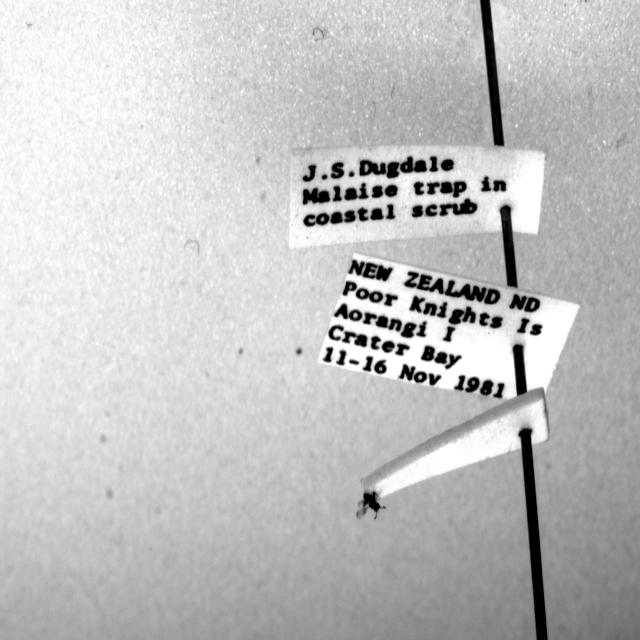 J.S.Dugdale
Malaise trap in
coastal scrub
NEW ZEALAND ND
Poor Knights Is
Aorangi I
Crater Bay
11-16 Nov 1981